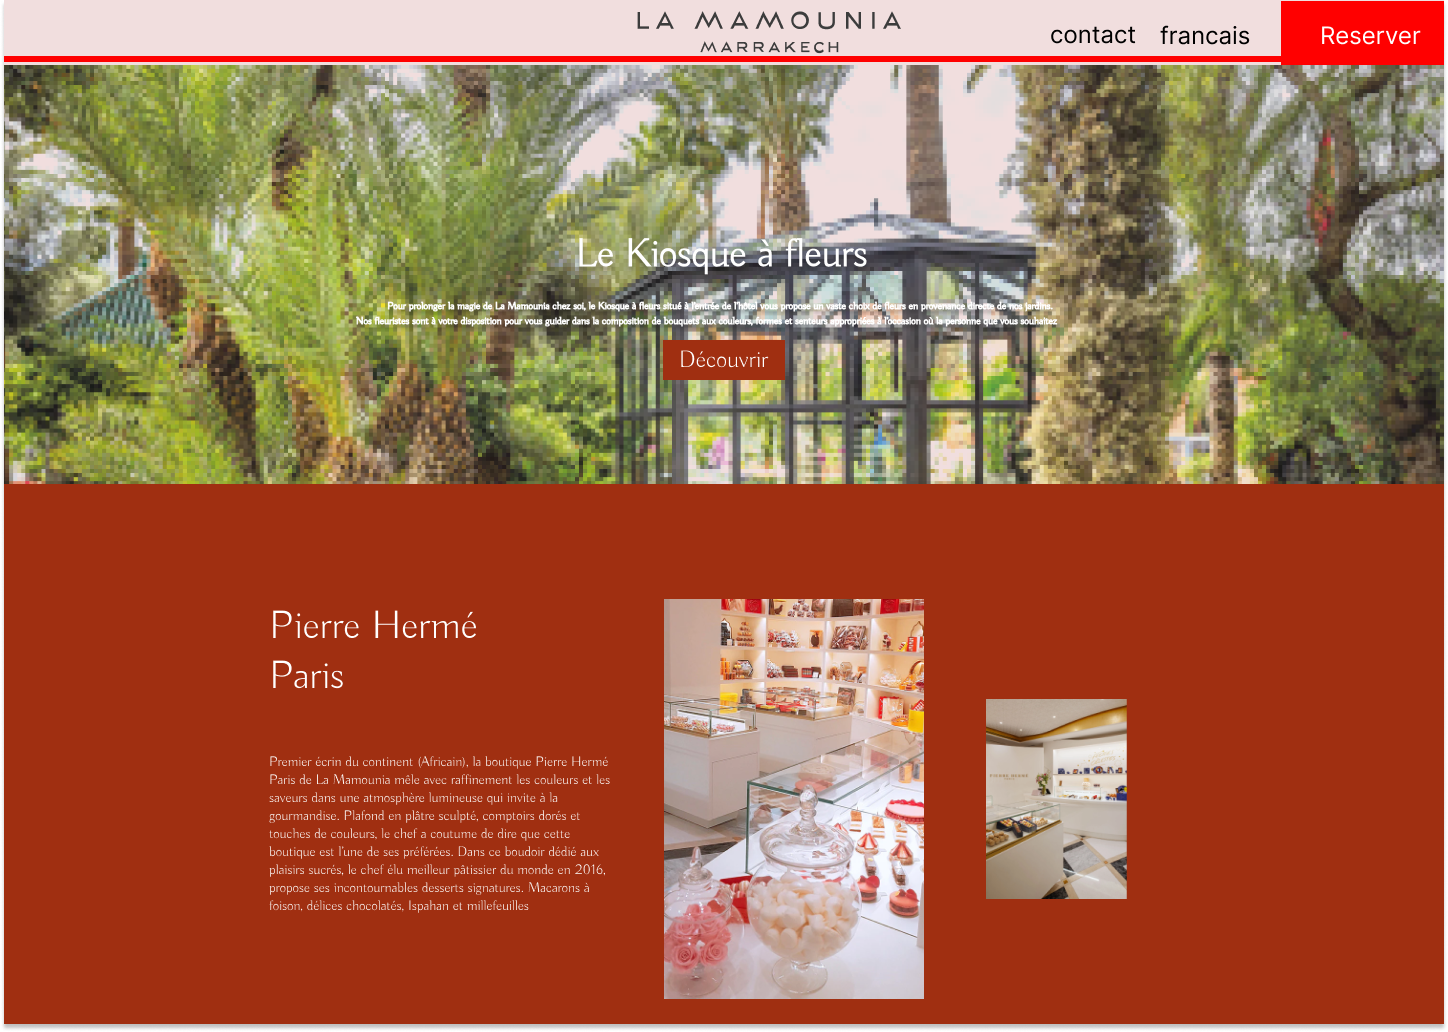 LA MAMOUNIA
MARRAKECH
contact
francais
Reserver
Le Kiosque à fleurs
Pour prolonger la magie de La Mamounia chez soi, le Kiosque à fleurs situé à l'entrée de l'hôtel vous propose un vaste choix de fleurs en provenance directe de nos jardins.
Nos fleuristes sont à votre disposition pour vous guider dans la composition de bouquets aux couleurs, formes et senteurs appropriées à l'occasion où la personne que vous souhaitez
Découvrir
Pierre Hermé
Paris
Premier écrin du continent (Africain), la boutique Pierre Hermé
Paris de La Mamounia mêle avec raffinement les couleurs et les
saveurs dans une atmosphère lumineuse qui invite à la
gourmandise. Plafond en plâtre sculpté, comptoirs dorés et
touches de couleurs, le chef a coutume de dire que cette
boutique est l'une de ses préférées. Dans ce boudoir dédié aux
plaisirs sucrés, le chef élu meilleur pâtissier du monde en 2016,
propose ses incontournables desserts signatures. Macarons à
foison, délices chocolatés, Ispahan et millefeuilles
PIERRE HERMÉ